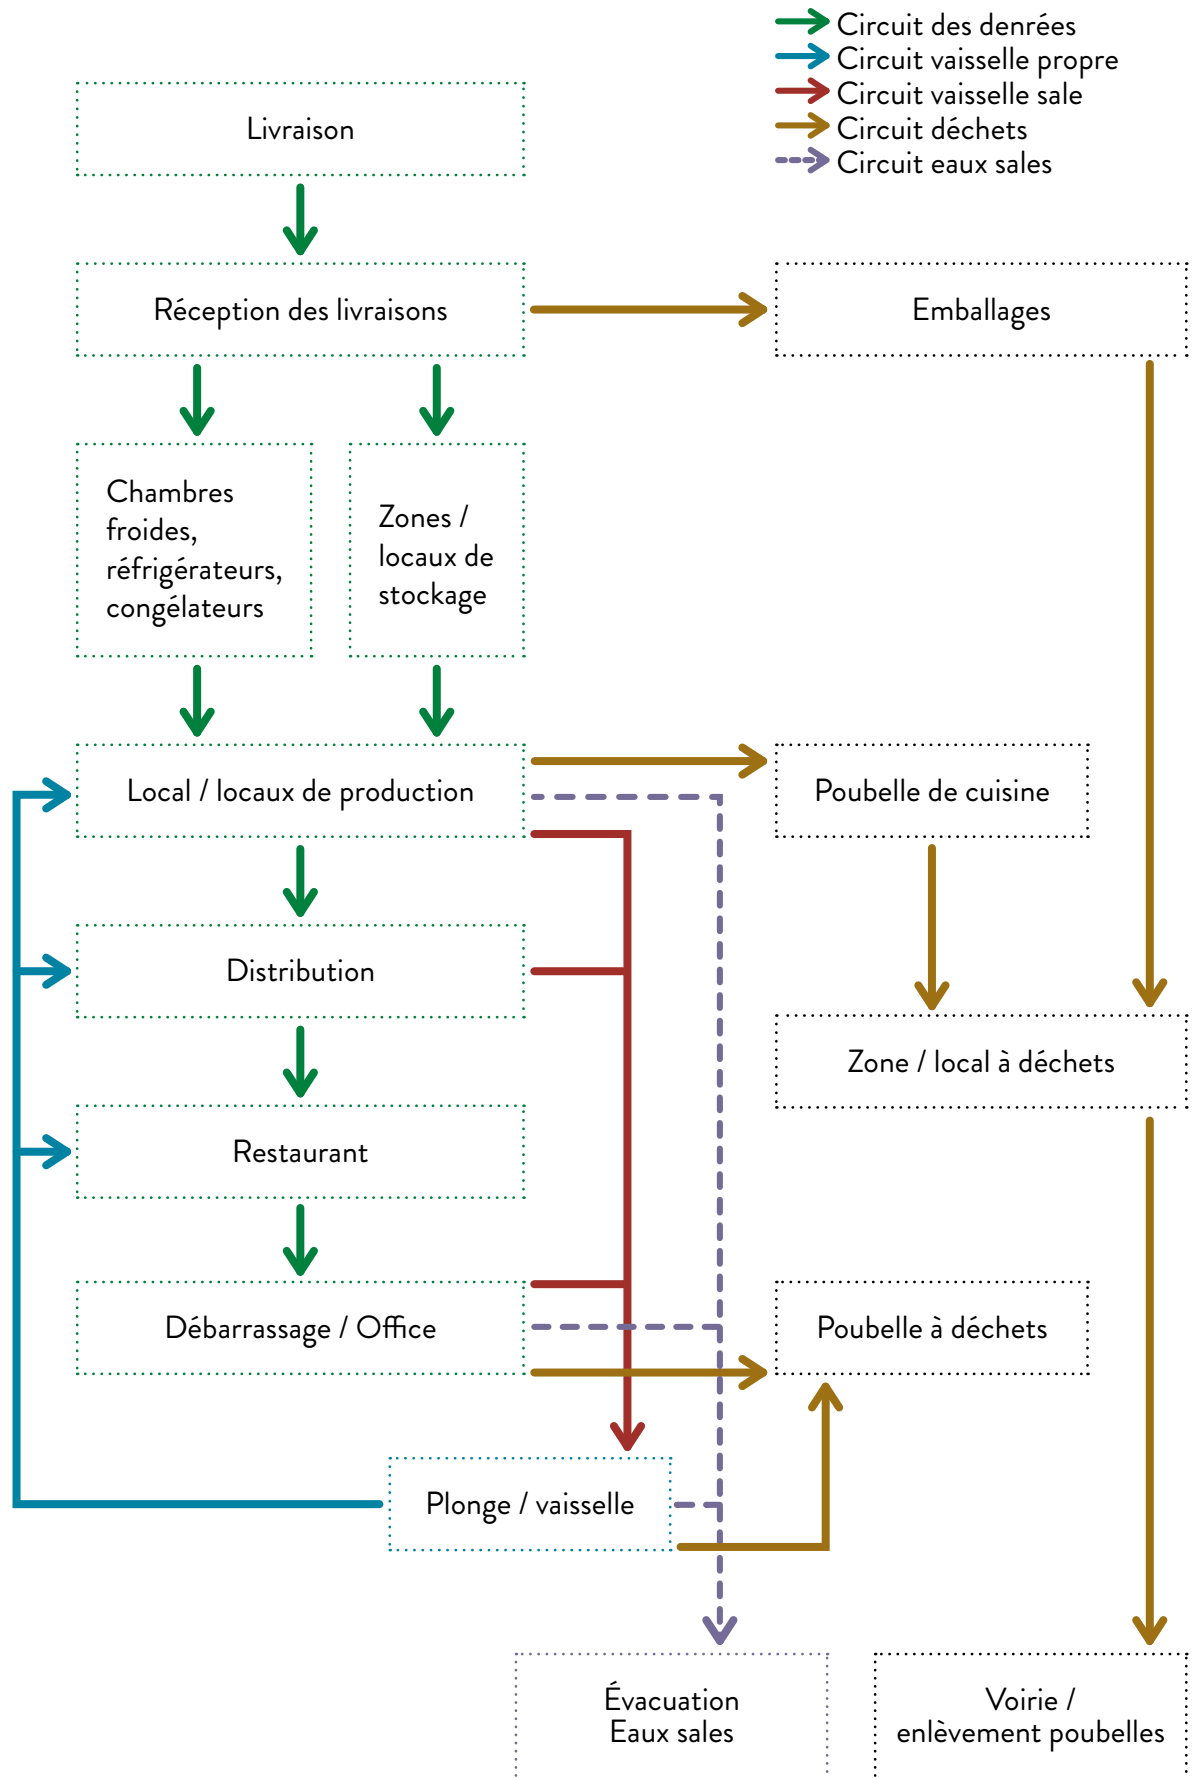 Circuit des denrées
Circuit vaisselle propre
Circuit vaisselle sale
Circuit déchets
Circuit eaux sales
Livraison
Réception des livraisons
Emballages
Chambres
froides,
réfrigérateurs,
congélateurs
Zones /
locaux de
stockage
Local / locaux de production
Poubelle de cuisine
Distribution
Zone / local à déchets
Restaurant
Débarrassage / Office
Poubelle à déchets
Plonge / vaisselle
Évacuation
Eaux sales
Voirie /
enlèvement poubelles